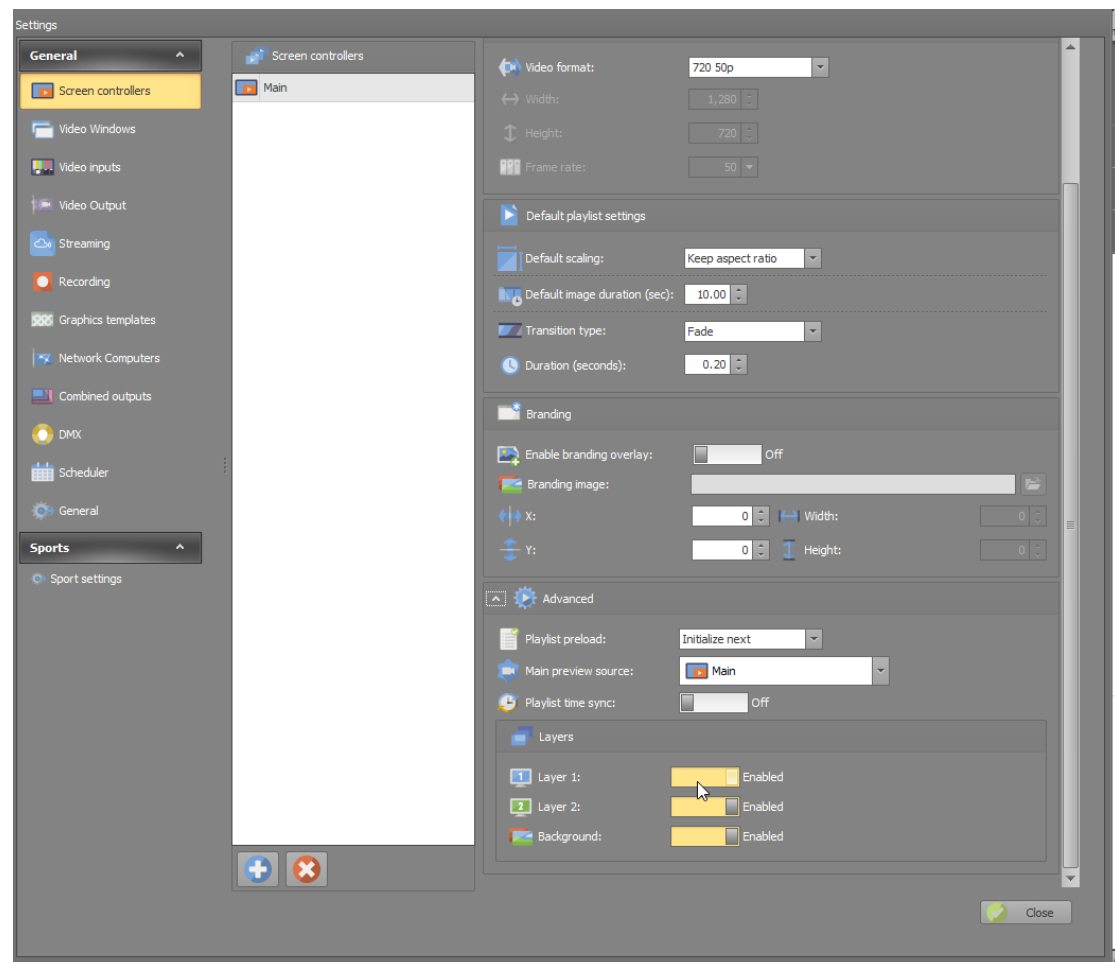 Settings
General
Screen controllers
Video Windows
Video inputs
Video Output
Streaming
Recording
Graphics templates
Network Computers
Combined outputs
DMX
Scheduler
General
Sports
Sport settings
Screen controllers
Main
Video format: 720 50p
Width: 1,280
Height: 720
Frame rate: 50
Default playlist settings
Default scaling: Keep aspect ratio
Default image duration (sec): 10.00
Transition type: Fade
Duration (seconds): 0.20
Branding
Enable branding overlay: Off
Branding image:
X: 0 Width: 0
Y: 0 Height: 0
Advanced
Playlist preload: Initialize next
Main preview source: Main
Playlist time sync: Off
Layers
1 Layer 1: Enabled
2 Layer 2: Enabled
Background: Enabled
Close